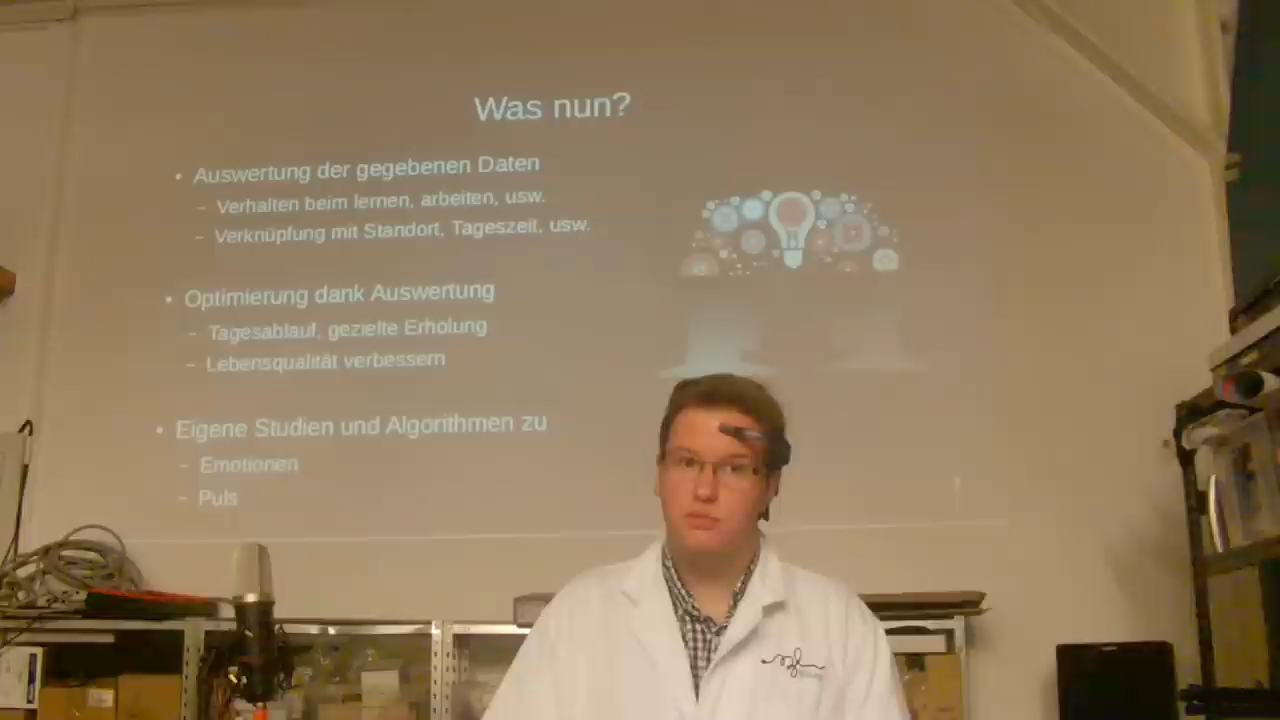 Was nun?
• Auswertung der gegebenen Daten
– Verhalten beim lernen, arbeiten, usw.
– Verknüpfung mit Standort, Tageszeit, usw.
• Optimierung dank Auswertung
– Tagesablauf, gezielte Erholung
– Lebensqualität verbessern
• Eigene Studien und Algorithmen zu
– Emotionen
– Puls